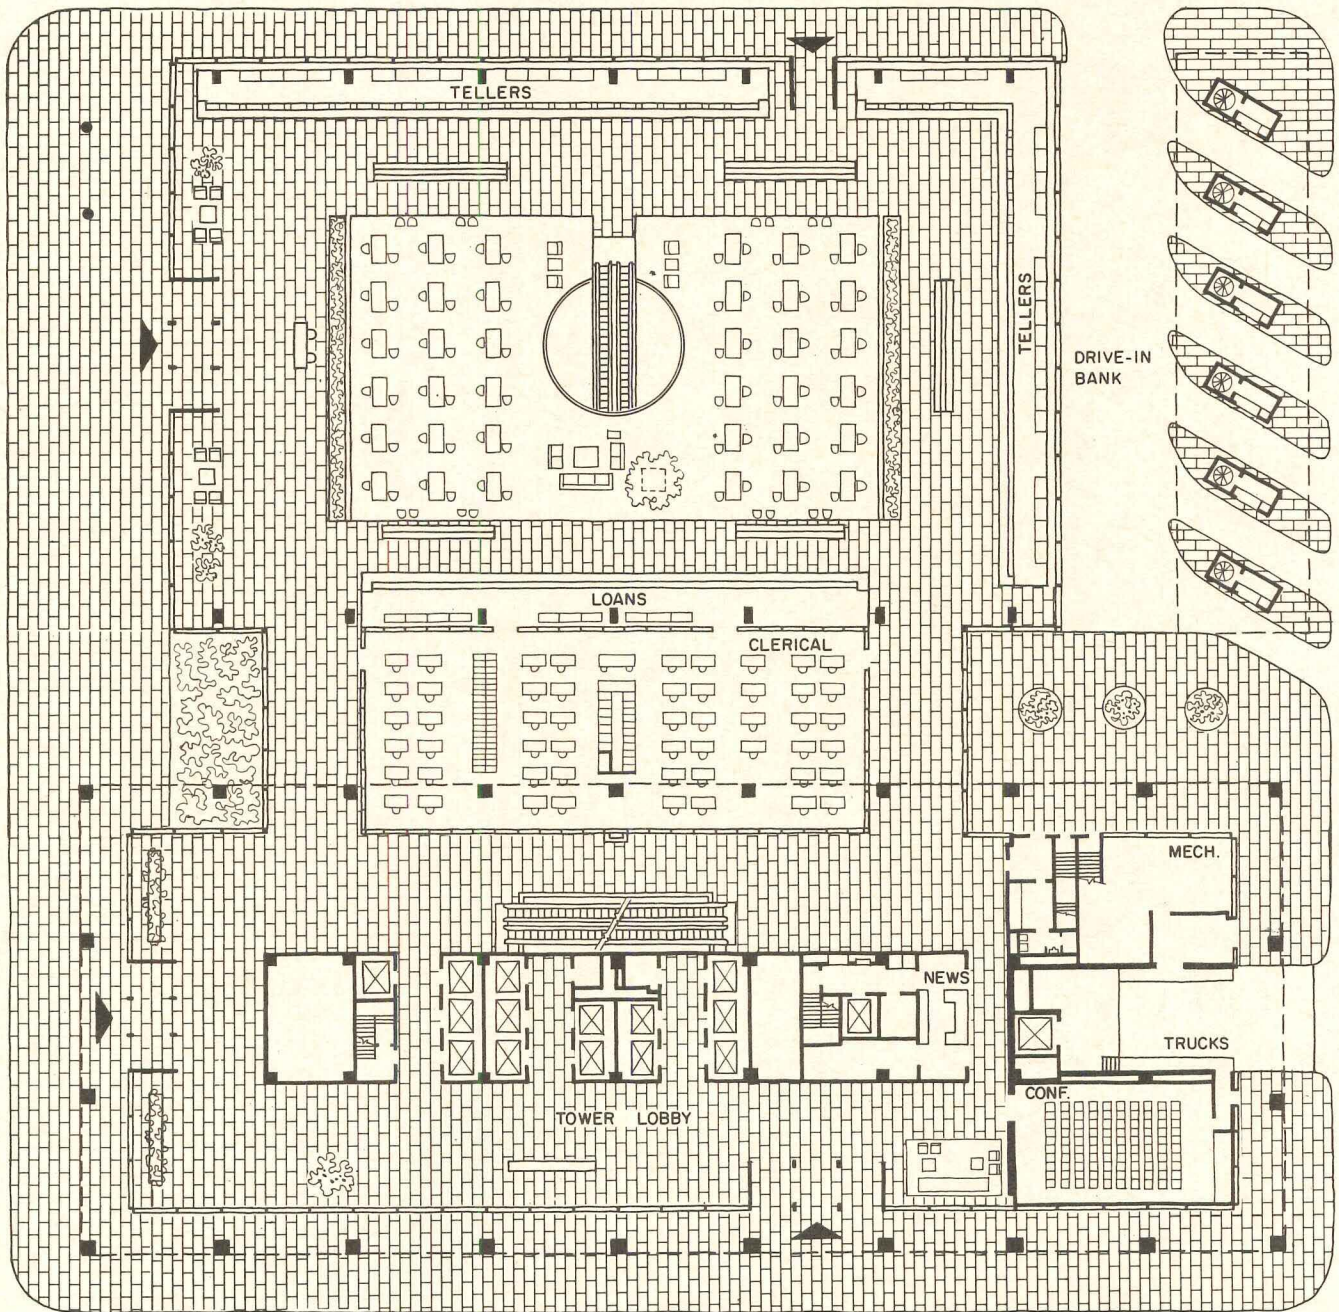 TELLERS
TELLERS
DRIVE-IN
BANK
LOANS
CLERICAL
MECH.
NEWS
TRUCKS
CONF.
TOWER LOBBY